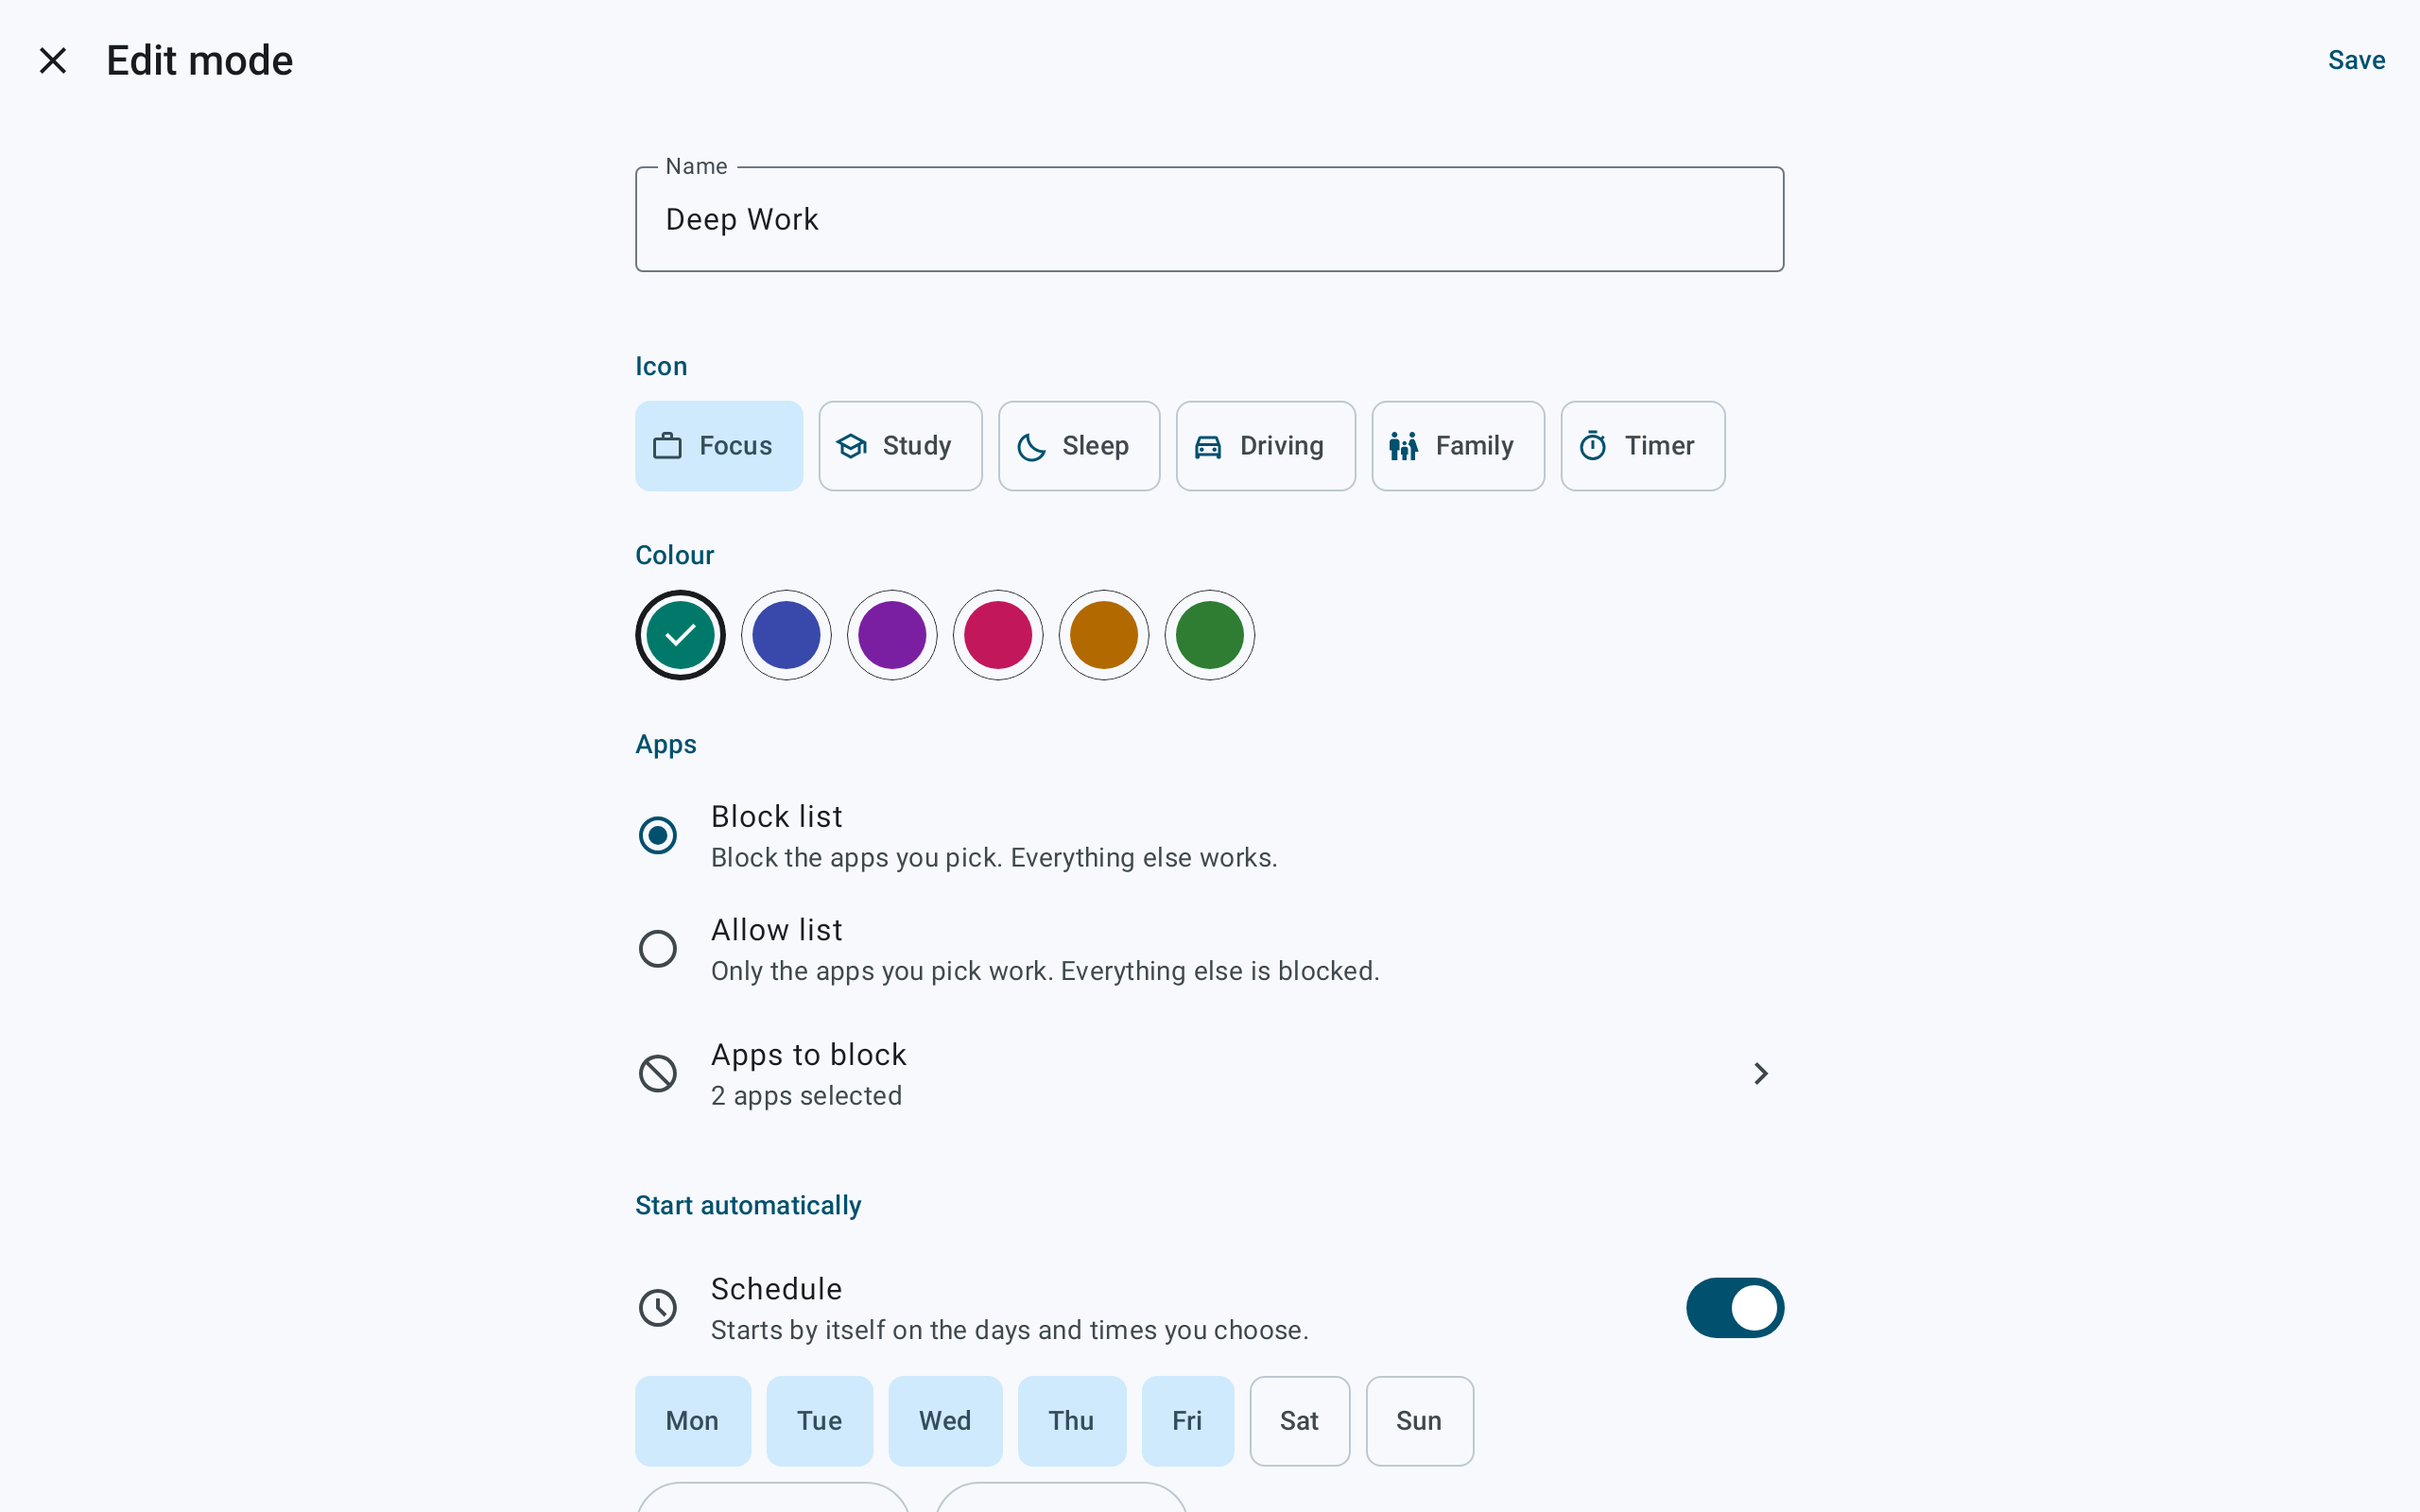 Edit mode
Save
Name
Deep Work
Icon
Focus
Study
Sleep
Driving
Family
Timer
Colour
Apps
Block list
Block the apps you pick. Everything else works.
Allow list
Only the apps you pick work. Everything else is blocked.
Apps to block
2 apps selected
Start automatically
Schedule
Starts by itself on the days and times you choose.
Mon
Tue
Wed
Thu
Fri
Sat
Sun